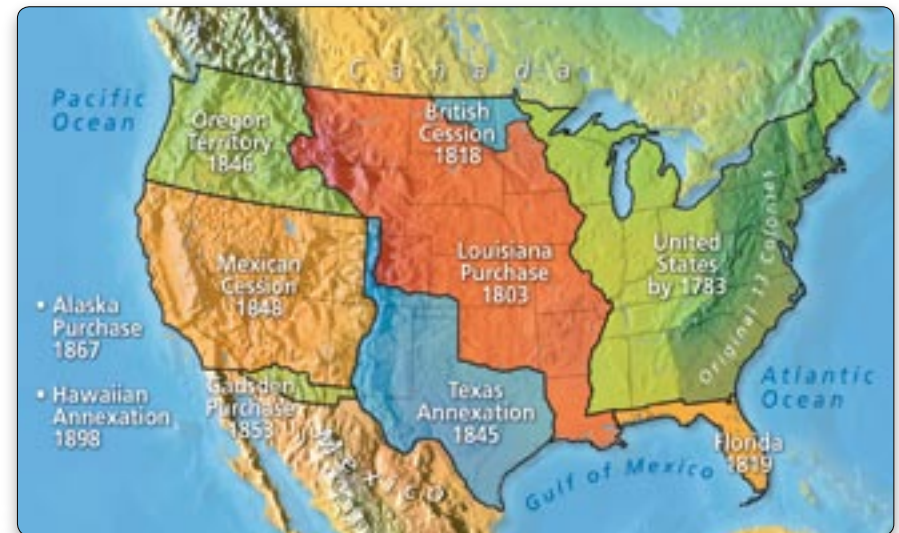 Canada
Pacific
Ocean
Oregon
Territory
1846
British
Cession
1818
Mexican
Cession
1848
Louisiana
Purchase
1803
United
States
by 1783
Original 13 Colonies
• Alaska
Purchase
1867
• Hawaiian
Annexation
1898
Gadsden
Purchase
1853
Texas
Annexation
1845
Atlantic
Ocean
Florida
1819
Gulf of Mexico
Mexico